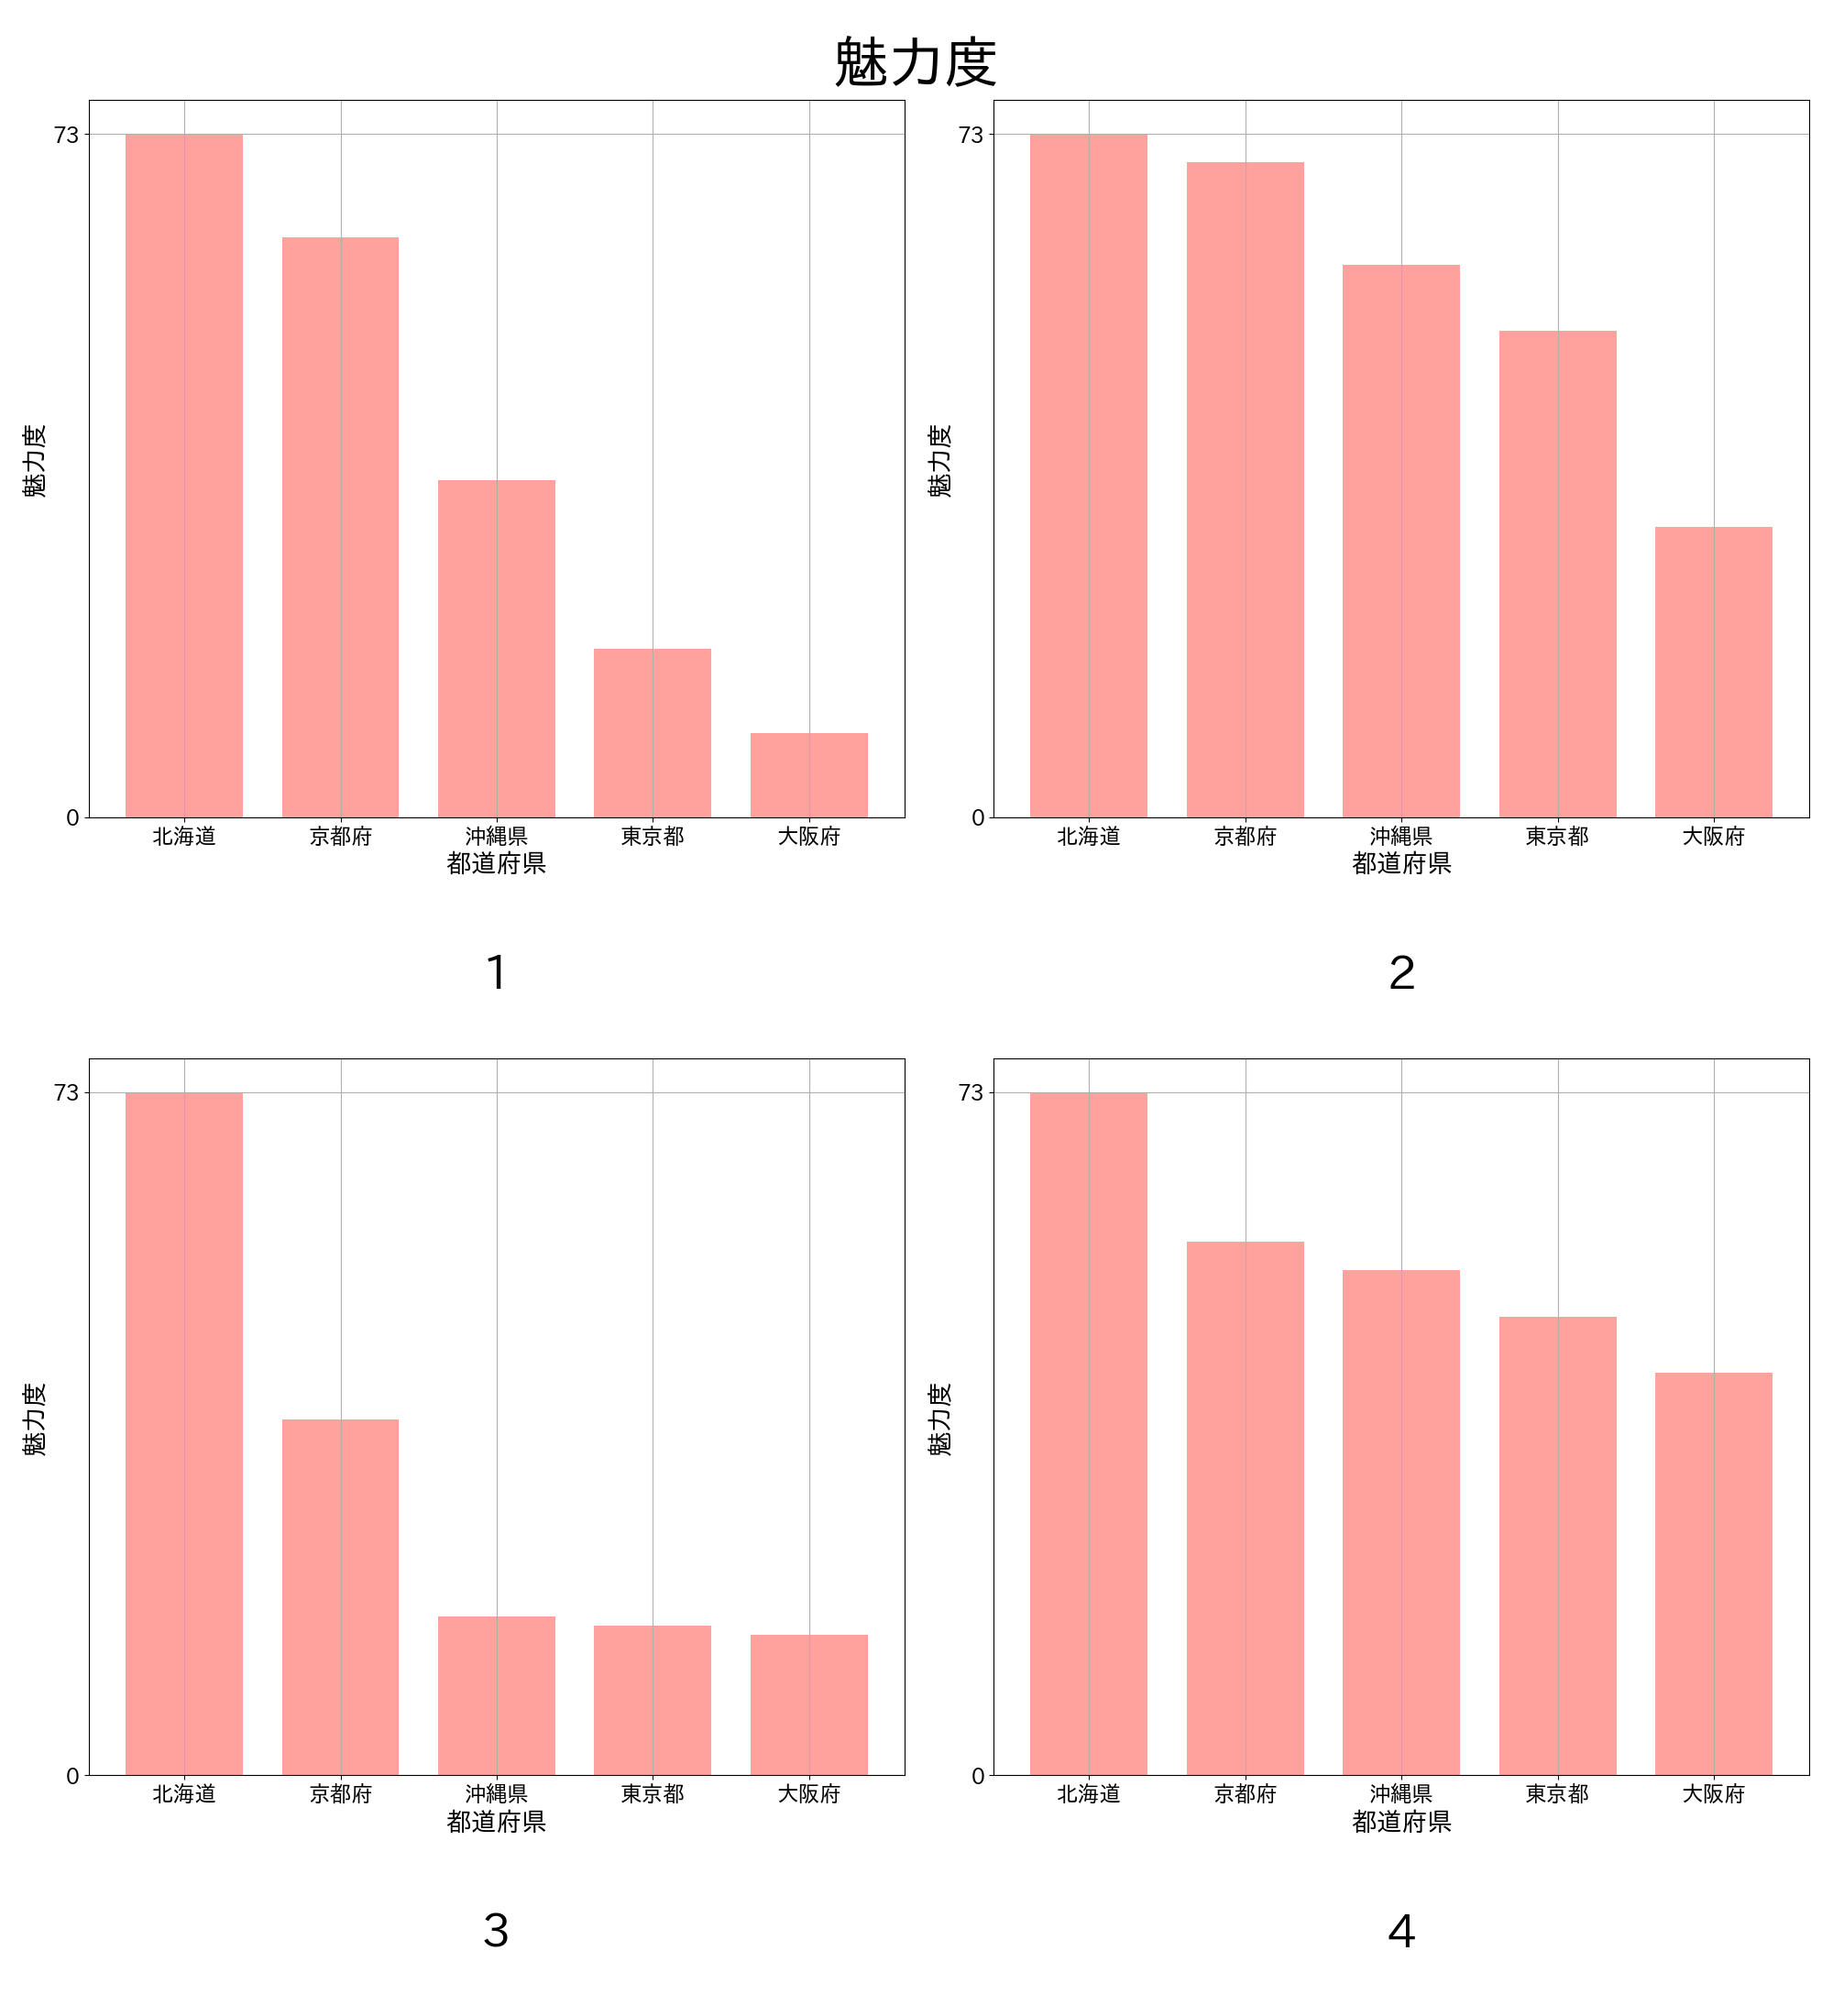 魅力度
73
0
魅力度
北海道 京都府 沖縄県 東京都 大阪府
都道府県
1
73
0
魅力度
北海道 京都府 沖縄県 東京都 大阪府
都道府県
2
73
0
魅力度
北海道 京都府 沖縄県 東京都 大阪府
都道府県
3
73
0
魅力度
北海道 京都府 沖縄県 東京都 大阪府
都道府県
4